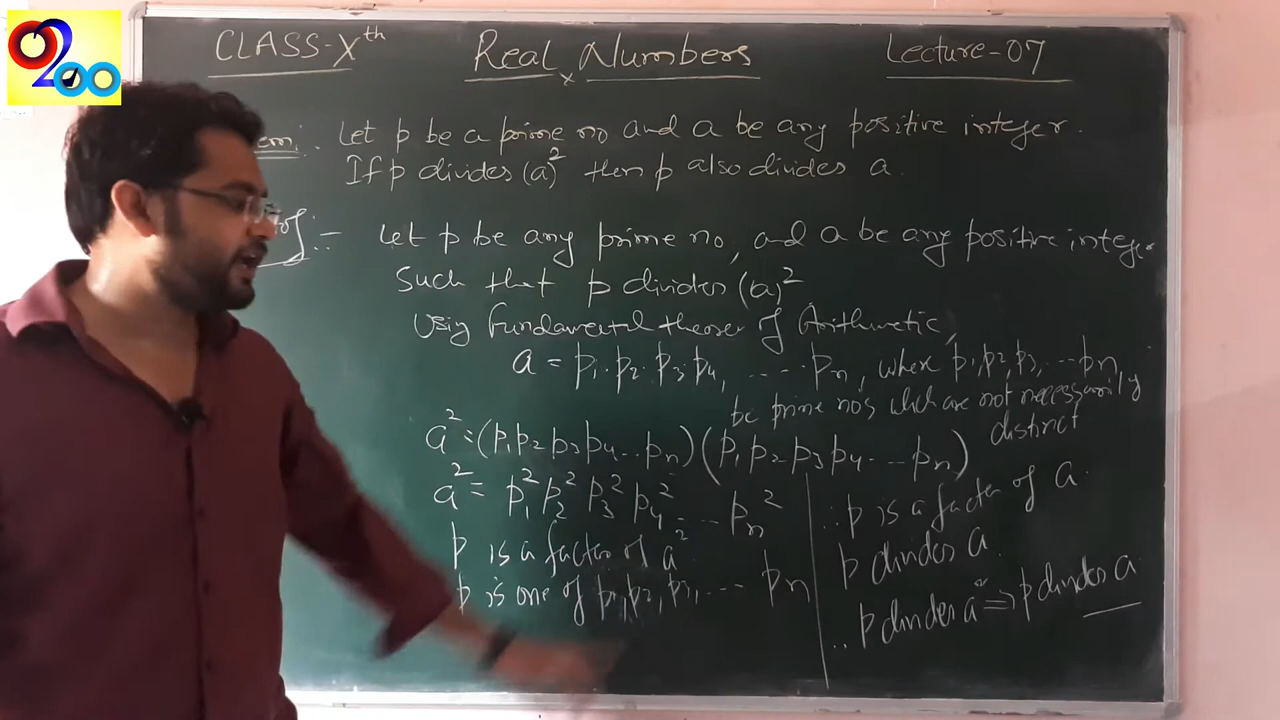 O2OO
CLASS-Xth Real Numbers Lecture-07
em:. Let p be a prime no and a be any positive integer.
If p divides (a)² then p also divides a.
of:- Let p be any prime no, and a be any positive integer
Such that p divides (a)²
Using Fundamental theorem of Arithmetic,
a = p₁.p₂.p₃.p₄, ..... pₙ, where p₁,p₂,p₃,...pₙ,
be prime nos which are not necessarily
distinct
a²=(p₁p₂p₃p₄...pₙ)(p₁p₂p₃p₄...pₙ)
a²= p₁²p₂²p₃²p₄²...pₙ²
p is a factor of a²
p is one of p₁,p₂,p₃,...pₙ
∴ p is a factor of a.
p divides a.
∴ p divides a² ⇒ p divides a.